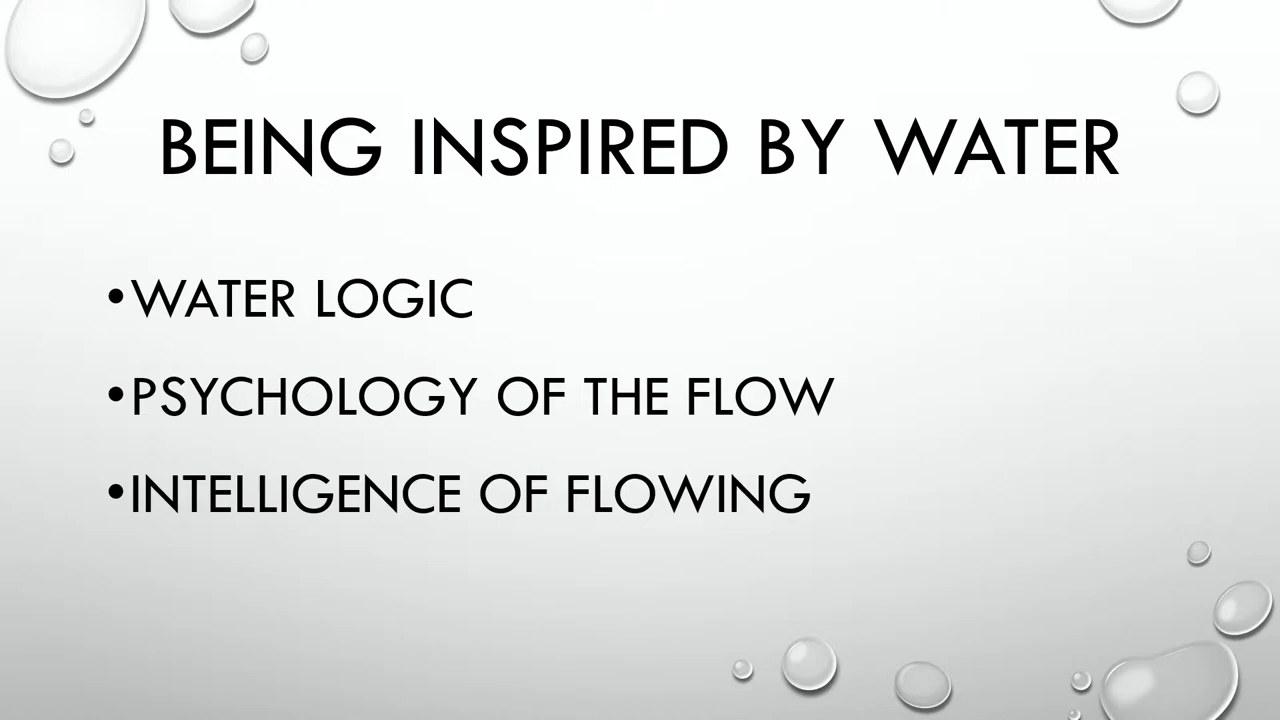 BEING INSPIRED BY WATER
•WATER LOGIC
•PSYCHOLOGY OF THE FLOW
•INTELLIGENCE OF FLOWING